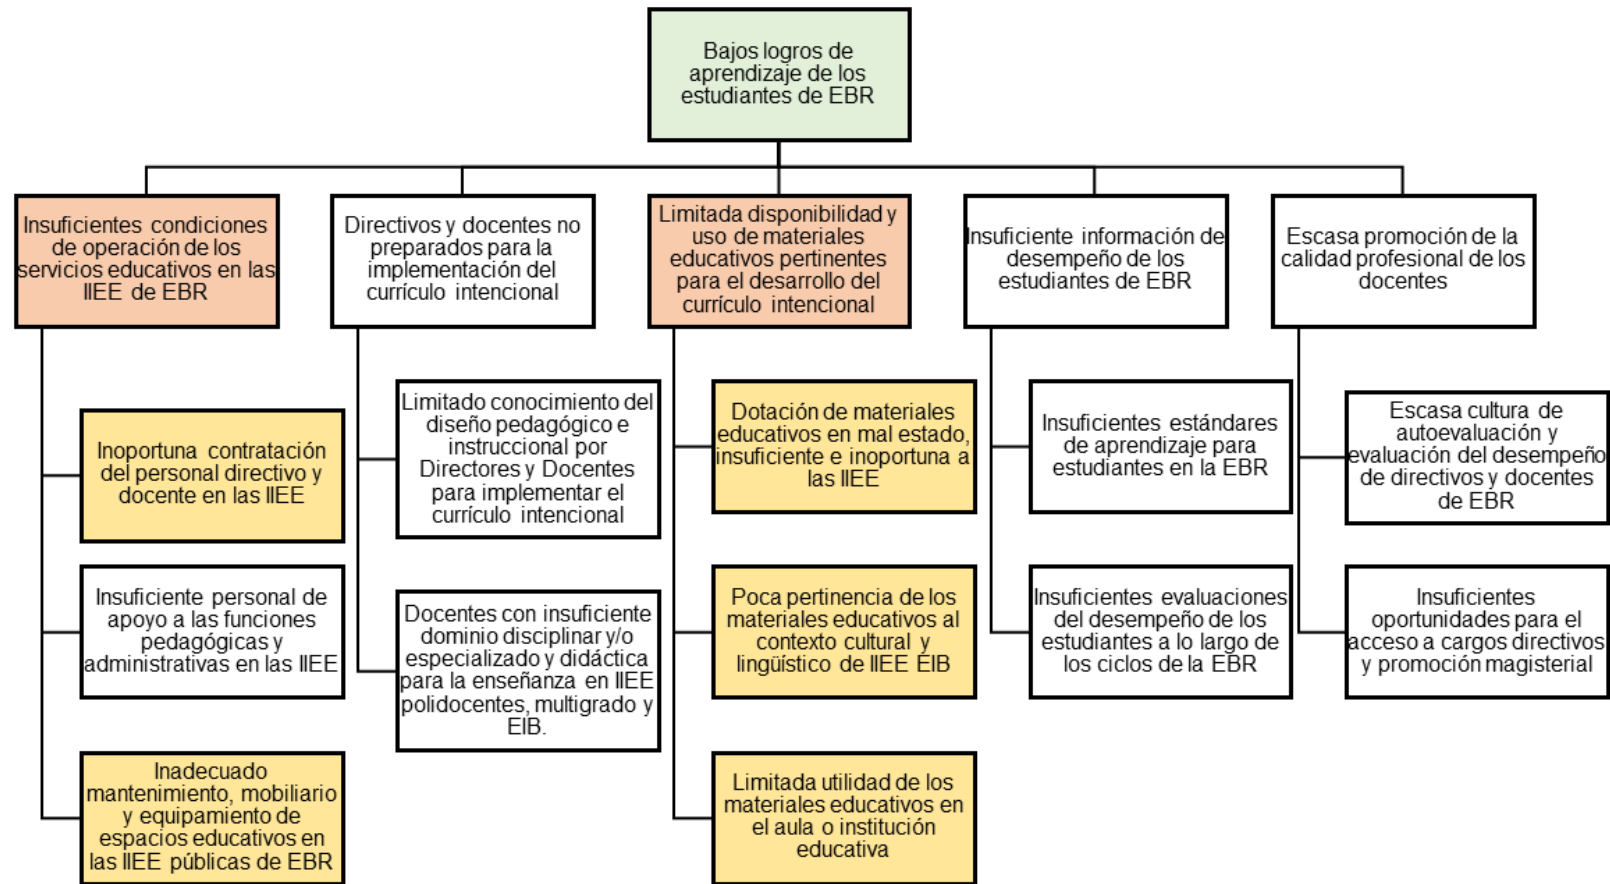 Bajos logros de
aprendizaje de los
estudiantes de EBR
Insuficientes condiciones
de operación de los
servicios educativos en las
IIEE de EBR
Directivos y docentes no
preparados para la
implementación del
currículo intencional
Limitada disponibilidad y
uso de materiales
educativos pertinentes
para el desarrollo del
currículo intencional
Insuficiente información de
desempeño de los
estudiantes de EBR
Escasa promoción de la
calidad profesional de los
docentes
Inoportuna contratación
del personal directivo y
docente en las IIEE
Insuficiente personal de
apoyo a las funciones
pedagógicas y
administrativas en las IIEE
Inadecuado
mantenimiento, mobiliario
y equipamiento de
espacios educativos en
las IIEE públicas de EBR
Limitado conocimiento del
diseño pedagógico e
instruccional por
Directores y Docentes
para implementar el
currículo intencional
Docentes con insuficiente
dominio disciplinar y/o
especializado y didáctica
para la enseñanza en IIEE
polidocentes, multigrado y
EIB.
Dotación de materiales
educativos en mal estado,
insuficiente e inoportuna a
las IIEE
Poca pertinencia de los
materiales educativos al
contexto cultural y
lingüístico de IIEE EIB
Limitada utilidad de los
materiales educativos en
el aula o institución
educativa
Insuficientes estándares
de aprendizaje para
estudiantes en la EBR
Insuficientes evaluaciones
del desempeño de los
estudiantes a lo largo de
los ciclos de la EBR
Escasa cultura de
autoevaluación y
evaluación del desempeño
de directivos y docentes
de EBR
Insuficientes
oportunidades para el
acceso a cargos directivos
y promoción magisterial